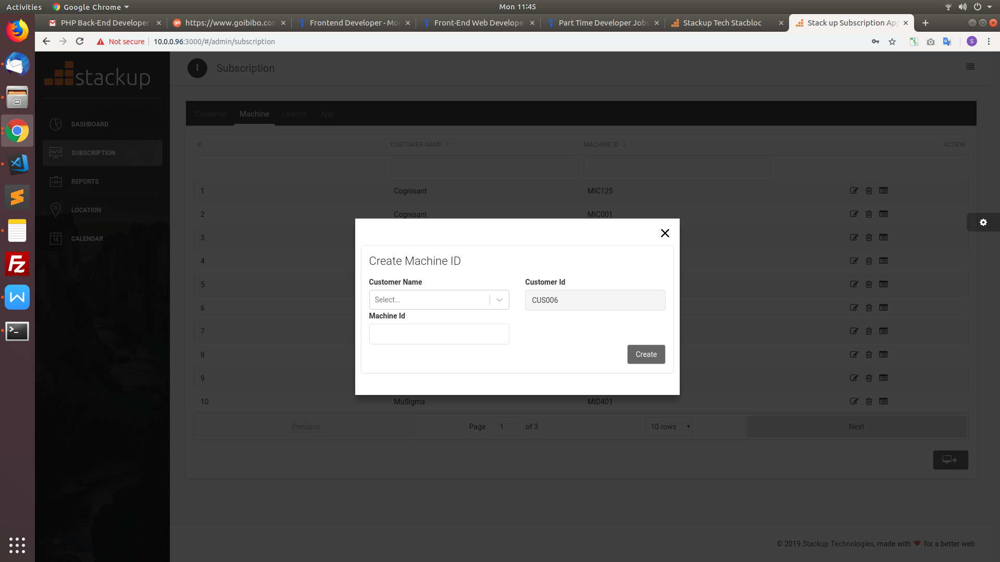 Activities Google Chrome Mon 11:45
PHP Back-End Developer https://www.goibibo.con Frontend Developer - Mor Front-End Web Develope Part Time Developer Jobs Stackup Tech Stacbloc Stack up Subscription App
Not secure 10.0.0.96:3000/#/admin/subscription S
stackup
Subscription
DASHBOARD
SUBSCRIPTION
REPORTS
LOCATION
15 CALENDAR
Customer Machine Licence App
ID CUSTOMER NAME MACHINE ID ACTION
1 Cognisant MIC125
2 Cognisant MIC001
3
4
5
6
7
8
9
10 MuSigma MID401
Create Machine ID
Customer Name Customer Id
Select... CUS006
Machine Id
Create
Previous Page 1 of 3 10 rows Next
© 2019 Stackup Technologies, made with ❤ for a better web